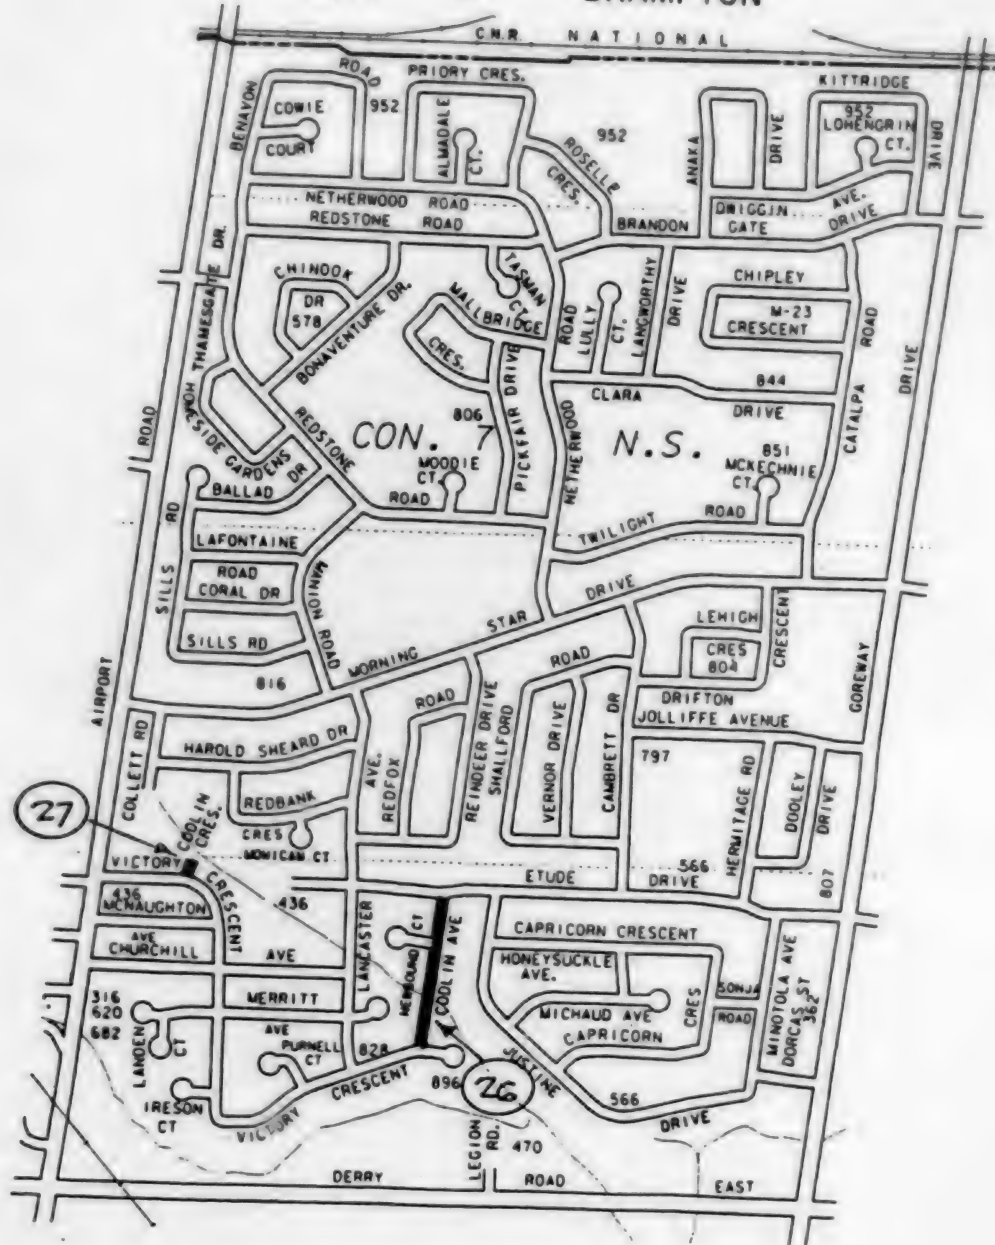 BRAMPTON
C.N.R. NATIONAL
PRIORY CRES.
ROAD
KITTRIDGE
COWIE
952
952
952
LOHENGRIN
CT.
BENAVON
COURT
ALMADALE
CT.
ROSELLE
CRES.
ANAKA
DRIVE
DRIVE
NETHERWOOD ROAD
REDSTONE ROAD
BRANDON
DWIGGIN AVE.
GATE DRIVE
THAMESGATE DR.
CHINOOK
DR
578
BONAVENTURE DR.
TASMAN
CT.
WALLBRIDGE
CRES.
ROAD
LULLY
CT.
LANGWORTHY
DRIVE
CHIPLEY
M-23
CRESCENT
ROAD
DRIVE
CLARA
844
DRIVE
CATALPA
REDSTONE
806
CON. 7
N.S.
PICKFAIR DRIVE
NETHERWOOD
851
MCKECHNIE
CT.
ROAD
GARDENS
BALLAD DR
MOODIE
CT.
ROAD
TWILIGHT ROAD
SILLS RD
LAFONTAINE
ROAD
CORAL DR
MANION ROAD
SILLS RD
816
MORNING STAR DRIVE
LEHIGH
CRES
804
CRESCENT
GOREWAY
AIRPORT
ROAD
ROAD
DRIFTON
JOLLIFFE AVENUE
COLLETT RD
HAROLD SHEARD DR
AVE.
REDFOX
REINDEER DRIVE
SHALLFORD
VERNOR DRIVE
CAMBRETT DR
797
HERMITAGE RD
DOOLEY
DRIVE
27
COOLIN
CRES.
REDBANK
CRES
MOHICAN CT
VICTORY
CRESCENT
ETUDE DRIVE
566
807
436
MCNAUGHTON
436
AVE
CHURCHILL AVE
LANCASTER
NEWBOUND CT
COOLIN AVE
CAPRICORN CRESCENT
HONEYSUCKLE
AVE.
SONJA
ROAD
MINOTOLA AVE
DORCAS ST
362
316
620
682
MERRITT
AVE
PURNELL
CT
828
LANDEN
CT
MICHAUD AVE
CAPRICORN
CRES
IRESON
CT
VICTORY CRESCENT
896
26
JUSTINE
566
DRIVE
LEGION
RD.
470
DERRY ROAD EAST